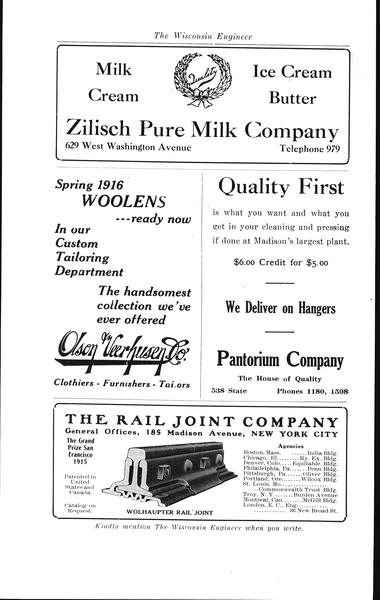 The Wisconsin Engineer
Milk
Cream
Quality
Ice Cream
Butter
Zilisch Pure Milk Company
629 West Washington Avenue Telephone 979
Spring 1916
WOOLENS
---ready now
In our
Custom
Tailoring
Department
The handsomest
collection we've
ever offered
Olson & Veerhusen Co.
Clothiers - Furnishers - Tailors
Quality First
is what you want and what you
get in your cleaning and pressing
if done at Madison's largest plant.
$6.00 Credit for $5.00
We Deliver on Hangers
Pantorium Company
The House of Quality
538 State Phones 1180, 1598
THE RAIL JOINT COMPANY
General Offices, 185 Madison Avenue, NEW YORK CITY
The Grand
Prize San
Francisco
1915
Patented in
United
States and
Canada.
Catalog on
Request.
WOLHAUPTER RAIL JOINT
Agencies
Boston, Mass.......India Bldg.
Chicago, Ill.......Ry. Ex. Bldg.
Denver, Colo....Equitable Bldg.
Philadelphia, Pa......Penn Bldg.
Pittsburg, Pa......Oliver Bldg.
Portland, Ore......Wilcox Bldg.
St. Louis, Mo..................
....Commonwealth Trust Bldg.
Troy, N. Y......Burden Avenue
Montreal, Can......McGill Bldg.
London, E. C., Eng. ..........
................36 New Broad St.
Kindly mention The Wisconsin Engineer when you write.